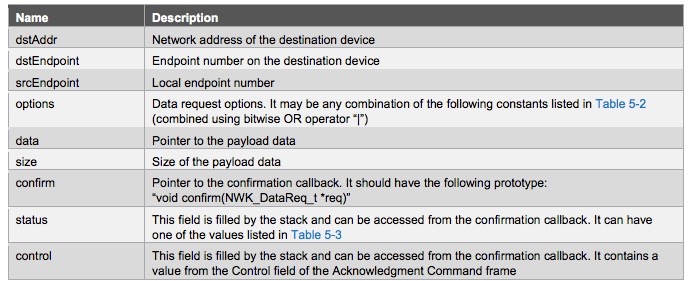 Name Description
dstAddr Network address of the destination device
dstEndpoint Endpoint number on the destination device
srcEndpoint Local endpoint number
options Data request options. It may be any combination of the following constants listed in Table 5-2
(combined using bitwise OR operator “|”)
data Pointer to the payload data
size Size of the payload data
confirm Pointer to the confirmation callback. It should have the following prototype:
“void confirm(NWK_DataReq_t *req)”
status This field is filled by the stack and can be accessed from the confirmation callback. It can have
one of the values listed in Table 5-3
control This field is filled by the stack and can be accessed from the confirmation callback. It contains a
value from the Control field of the Acknowledgment Command frame